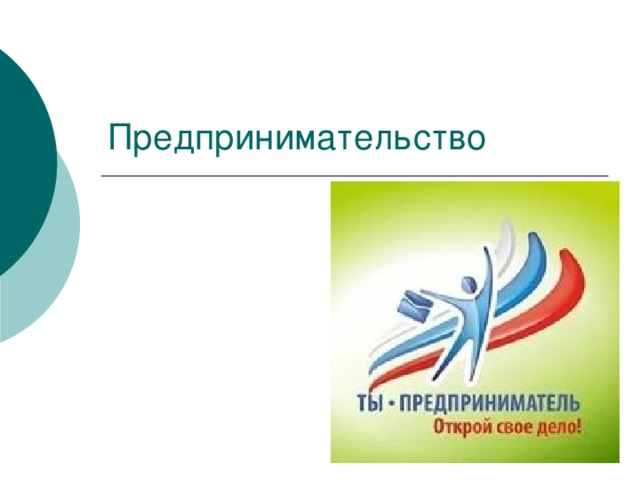 Предпринимательство
ТЫ • ПРЕДПРИНИМАТЕЛЬ
Открой свое дело!